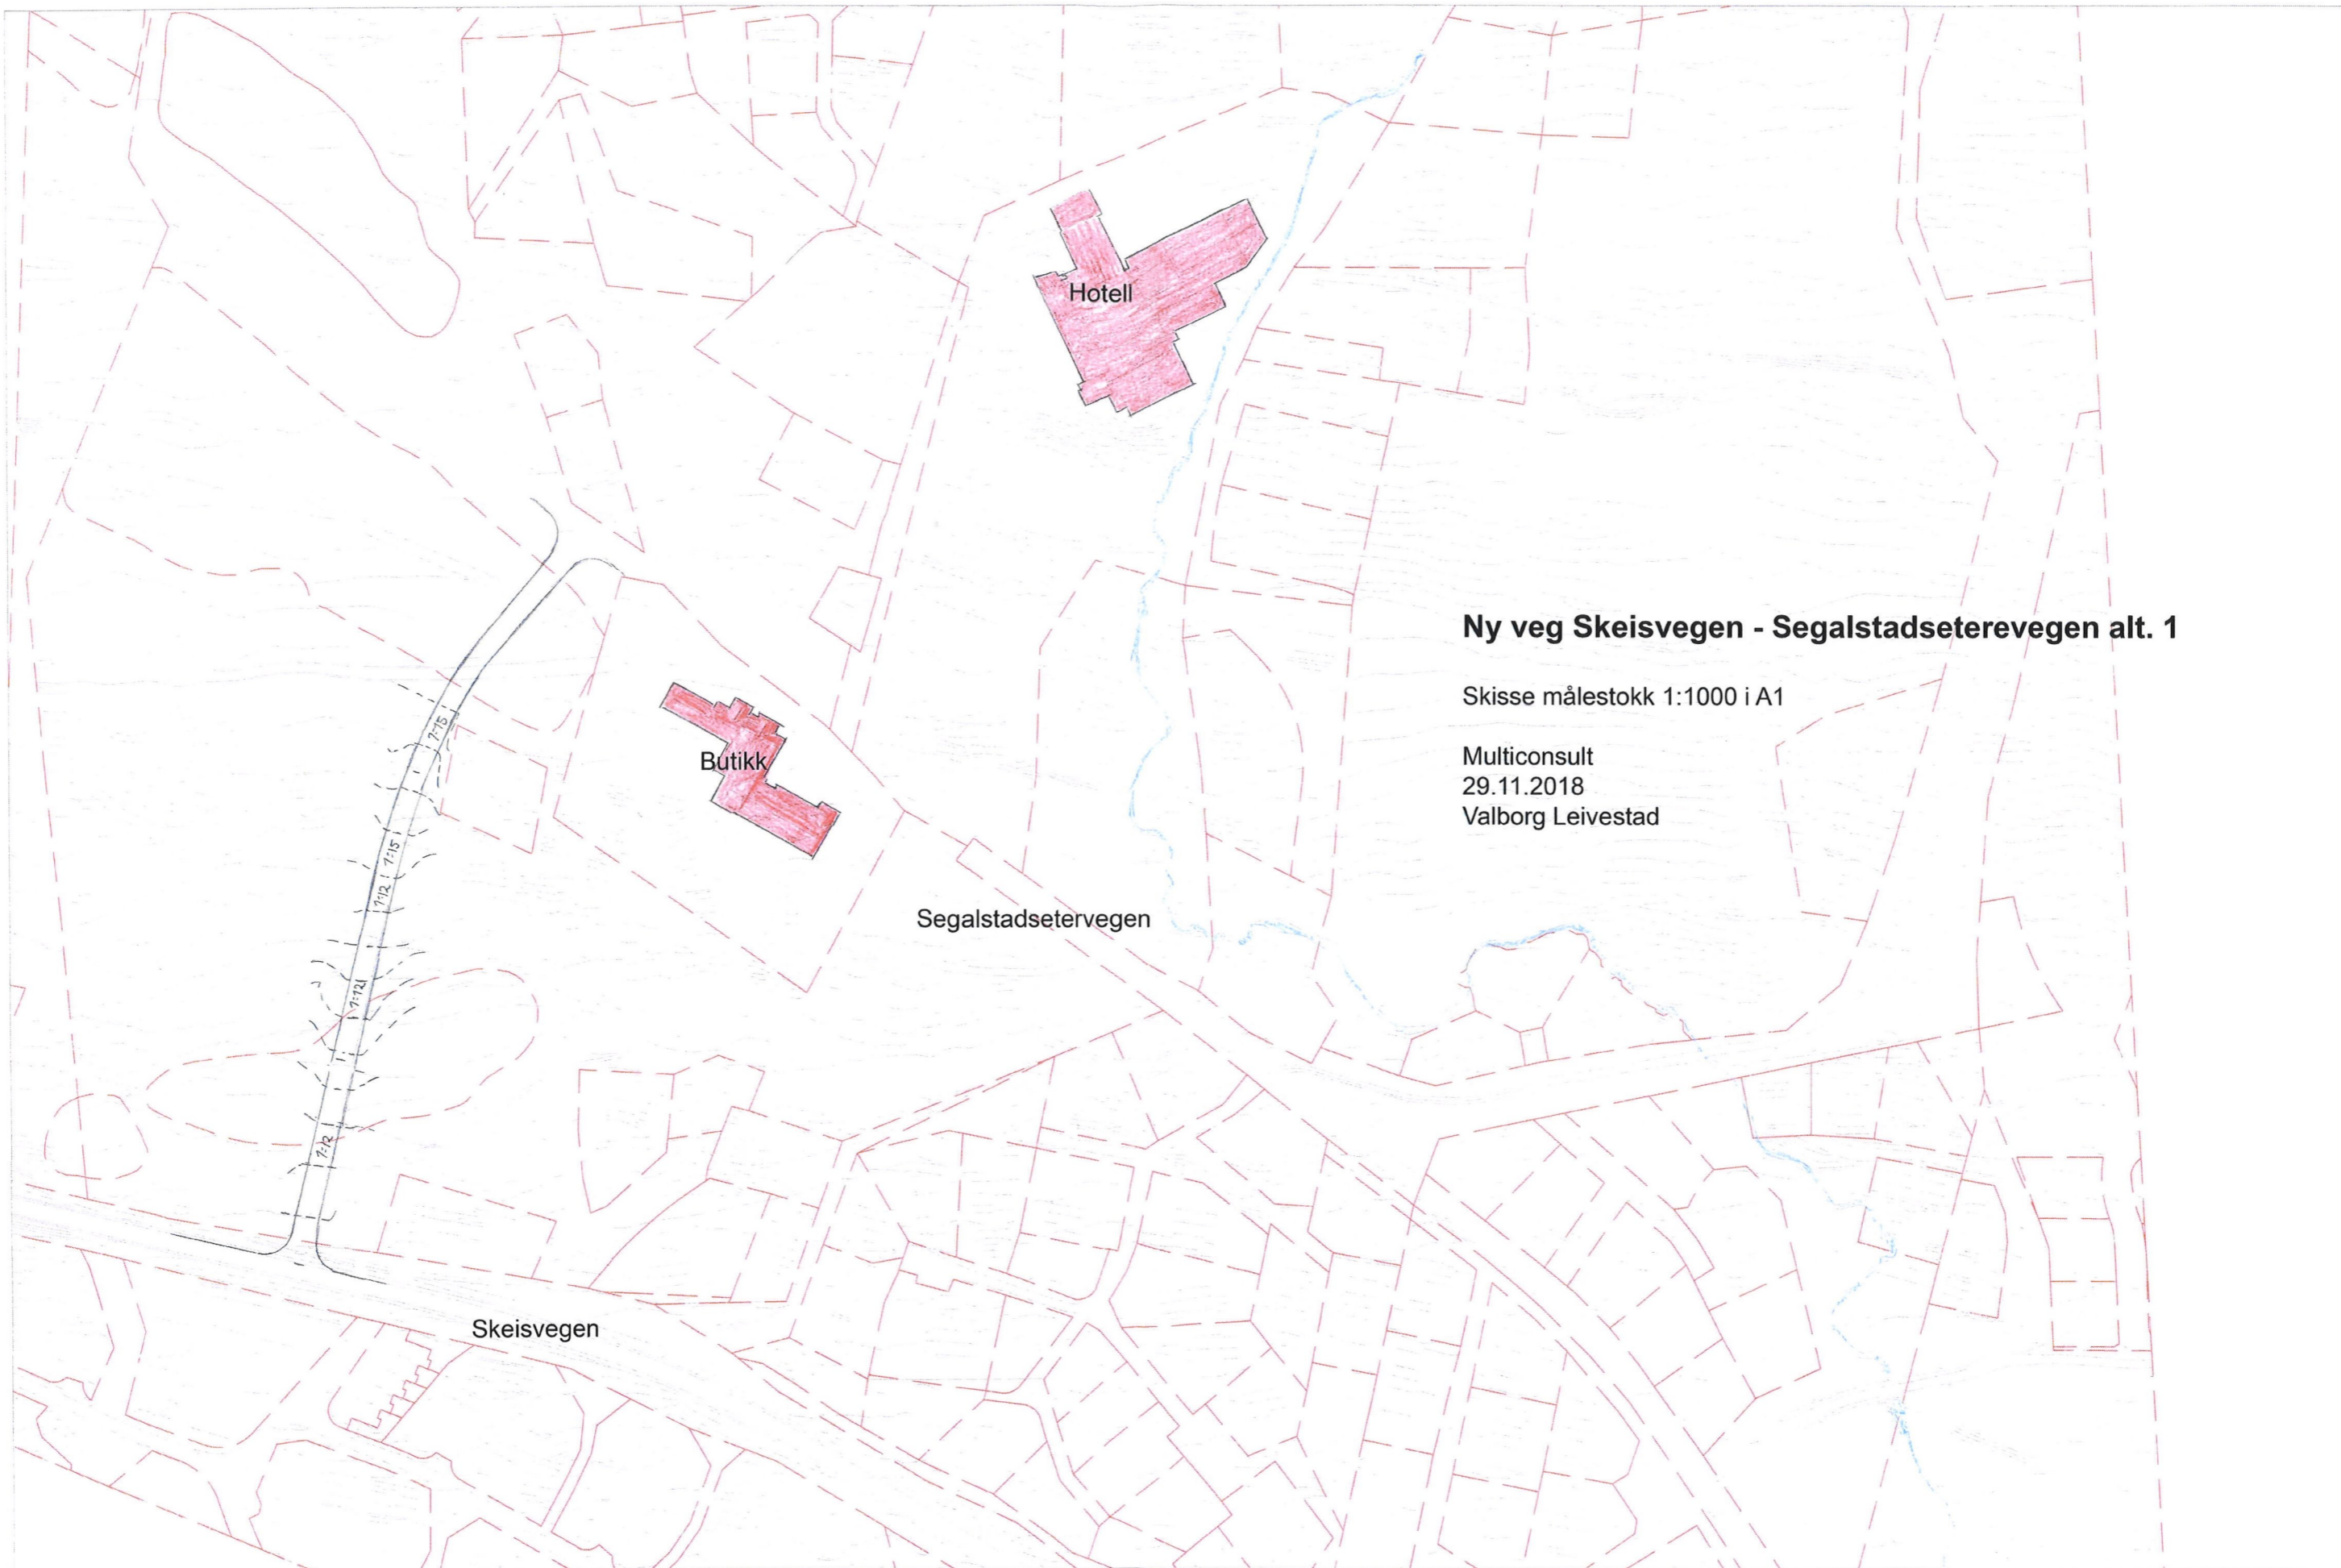 Hotell
Ny veg Skeisvegen - Segalstadseterevegen alt. 1
Skisse målestokk 1:1000 i A1
Multiconsult
29.11.2018
Valborg Leivestad
1:15
Butikk
1:15
1:12
Segalstadsetervegen
1:12
1:12
Skeisvegen